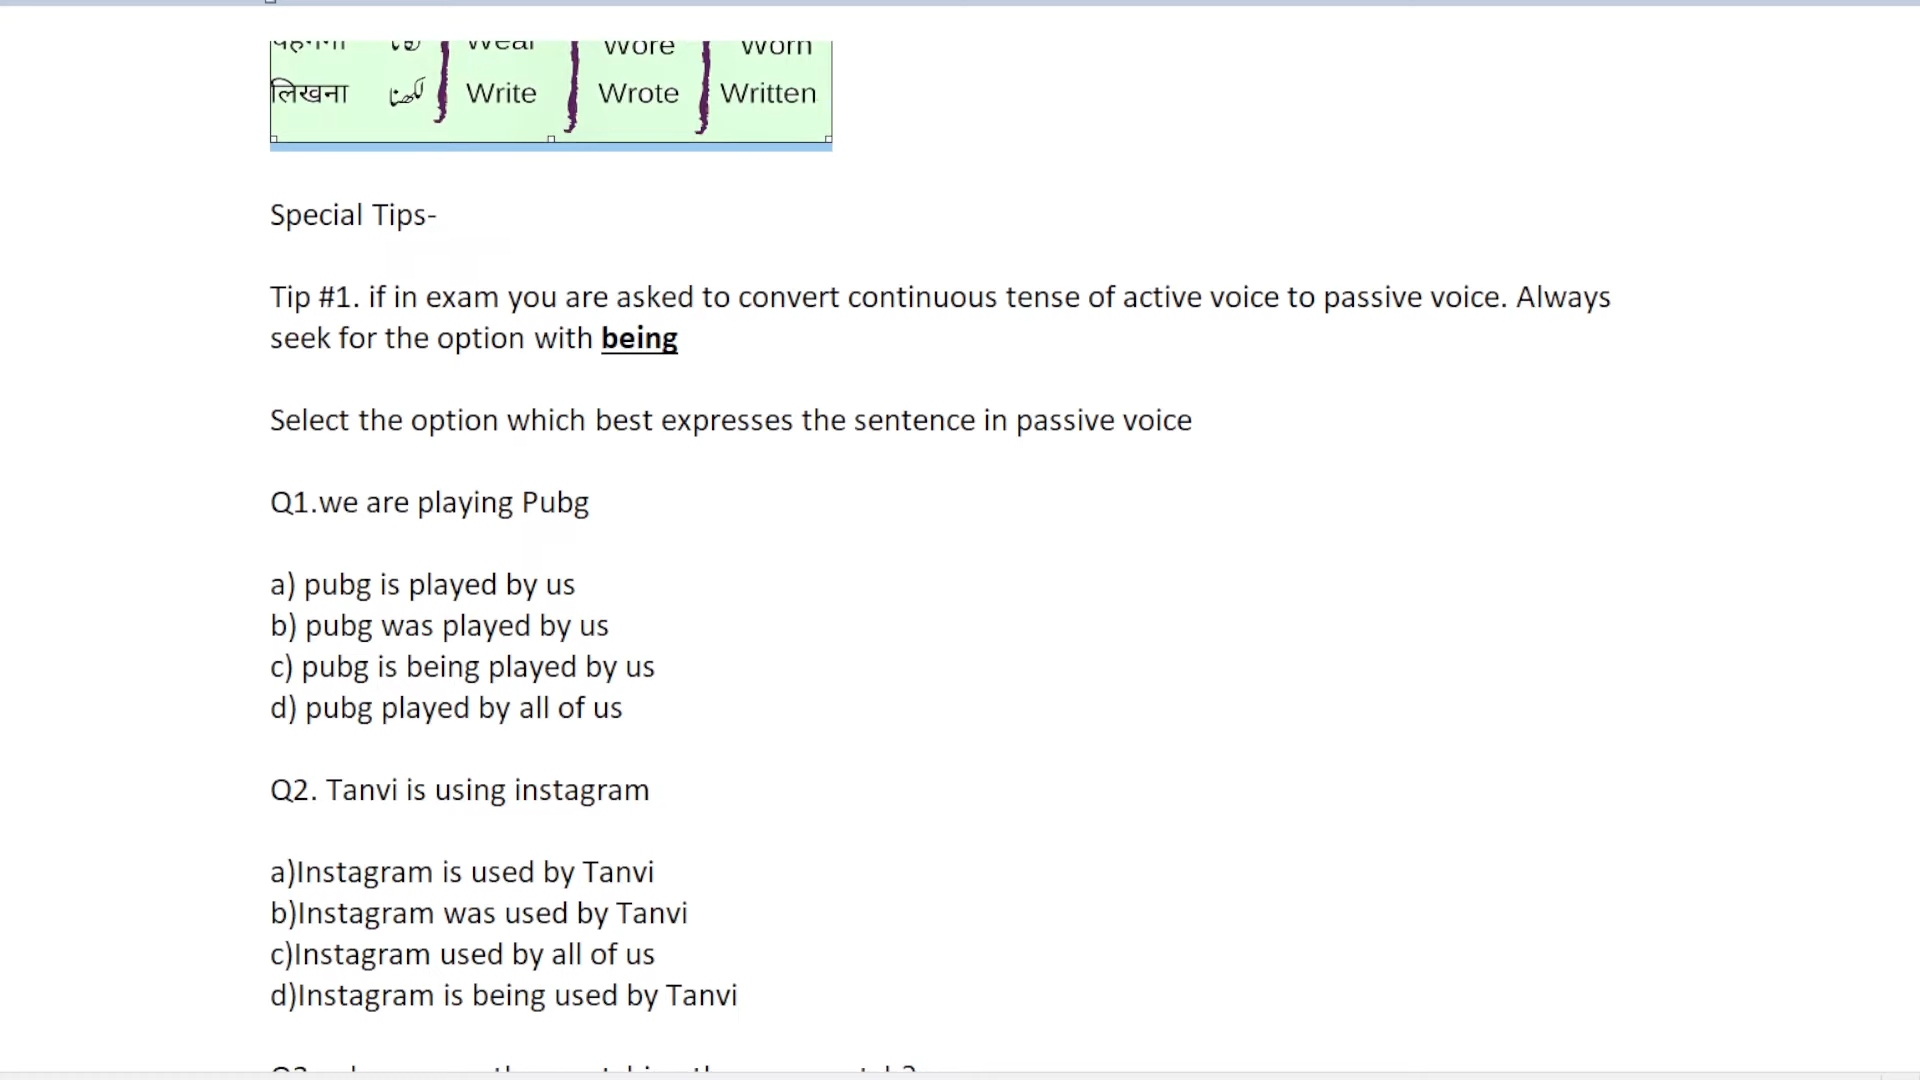 Wear Wore Worn
लिखना لکھنا Write Wrote Written
Special Tips-
Tip #1. if in exam you are asked to convert continuous tense of active voice to passive voice. Always
seek for the option with being
Select the option which best expresses the sentence in passive voice
Q1.we are playing Pubg
a) pubg is played by us
b) pubg was played by us
c) pubg is being played by us
d) pubg played by all of us
Q2. Tanvi is using instagram
a)Instagram is used by Tanvi
b)Instagram was used by Tanvi
c)Instagram used by all of us
d)Instagram is being used by Tanvi